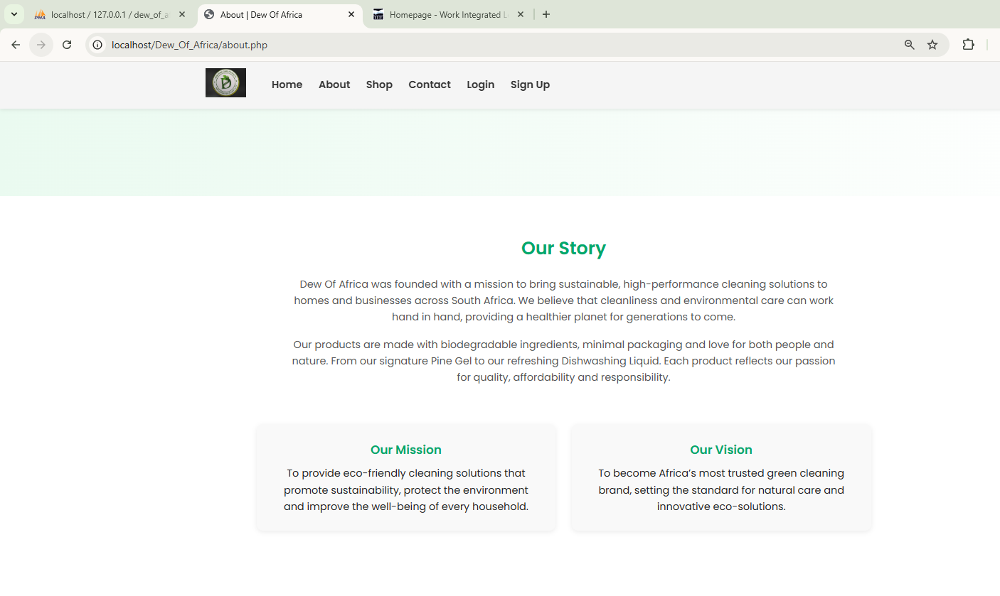 localhost / 127.0.0.1 / dew_of_a
About | Dew Of Africa
Homepage - Work Integrated L
localhost/Dew_Of_Africa/about.php
Home About Shop Contact Login Sign Up
Our Story
Dew Of Africa was founded with a mission to bring sustainable, high-performance cleaning solutions to
homes and businesses across South Africa. We believe that cleanliness and environmental care can work
hand in hand, providing a healthier planet for generations to come.
Our products are made with biodegradable ingredients, minimal packaging and love for both people and
nature. From our signature Pine Gel to our refreshing Dishwashing Liquid. Each product reflects our passion
for quality, affordability and responsibility.
Our Mission
To provide eco-friendly cleaning solutions that
promote sustainability, protect the environment
and improve the well-being of every household.
Our Vision
To become Africa’s most trusted green cleaning
brand, setting the standard for natural care and
innovative eco-solutions.